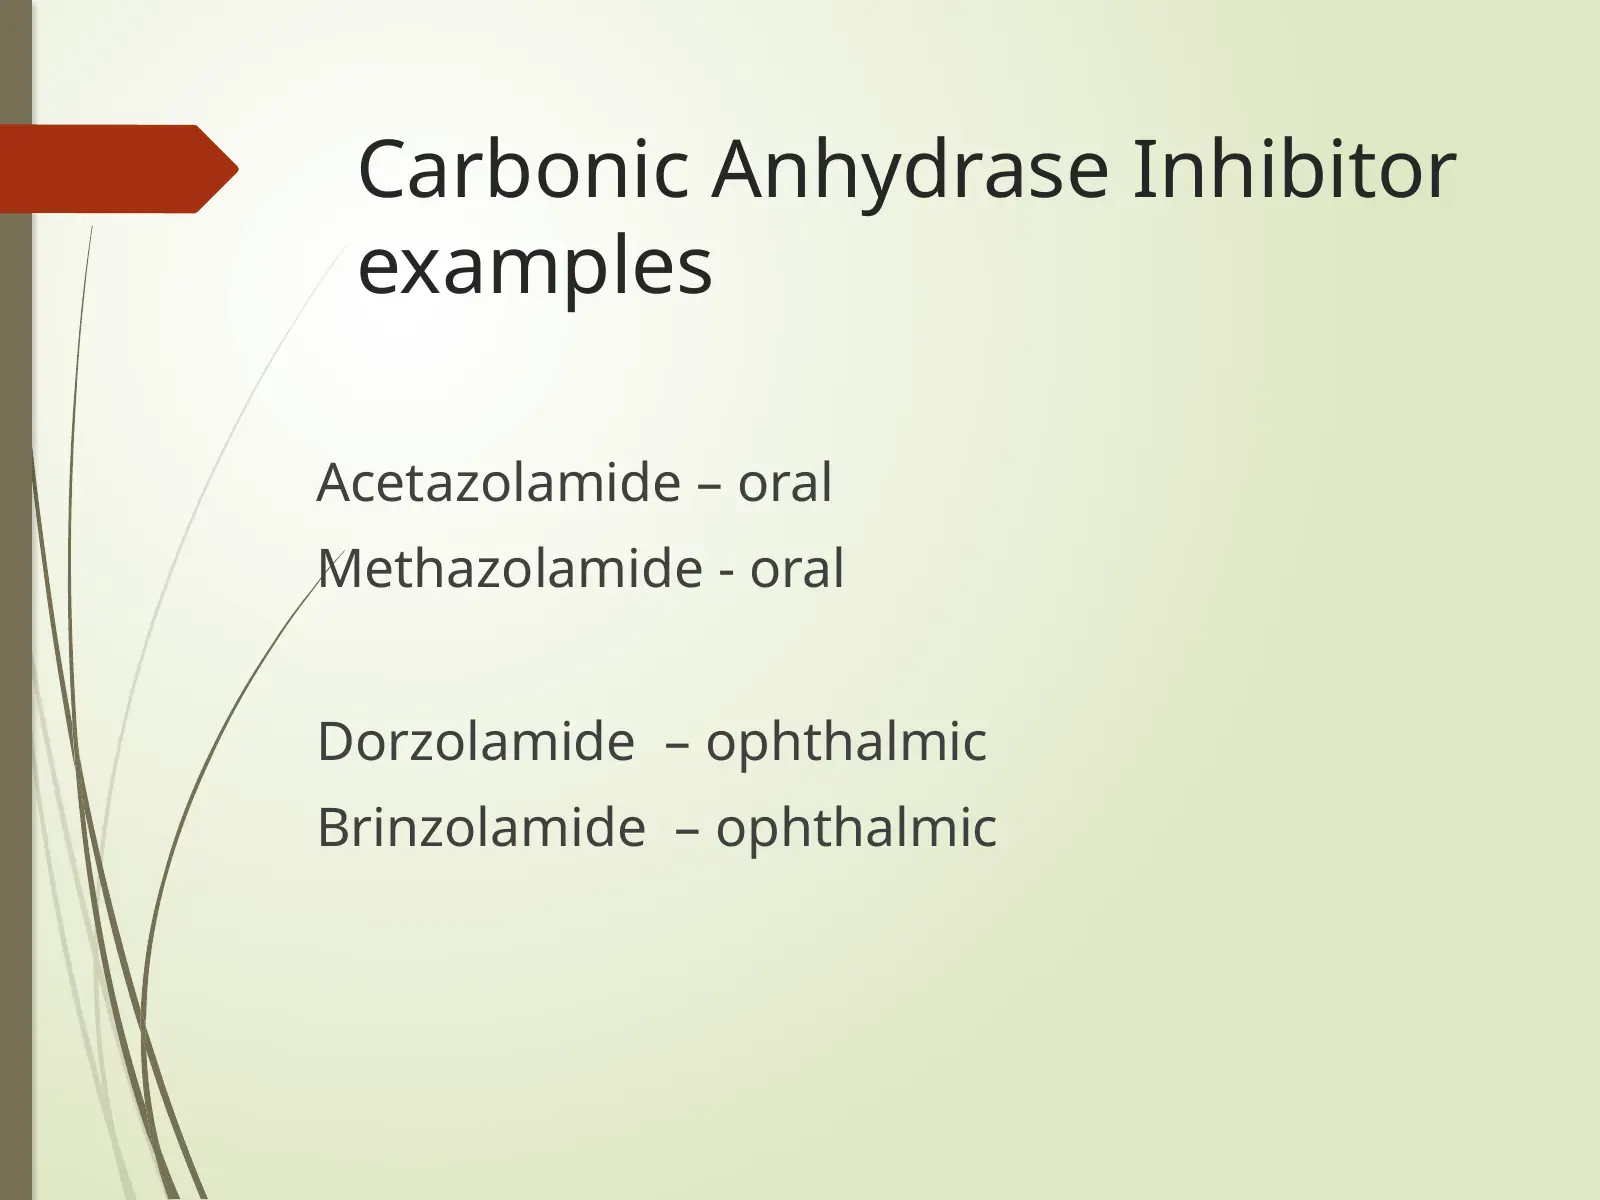 Carbonic Anhydrase Inhibitor
examples
Acetazolamide – oral
Methazolamide - oral
Dorzolamide  – ophthalmic
Brinzolamide  – ophthalmic